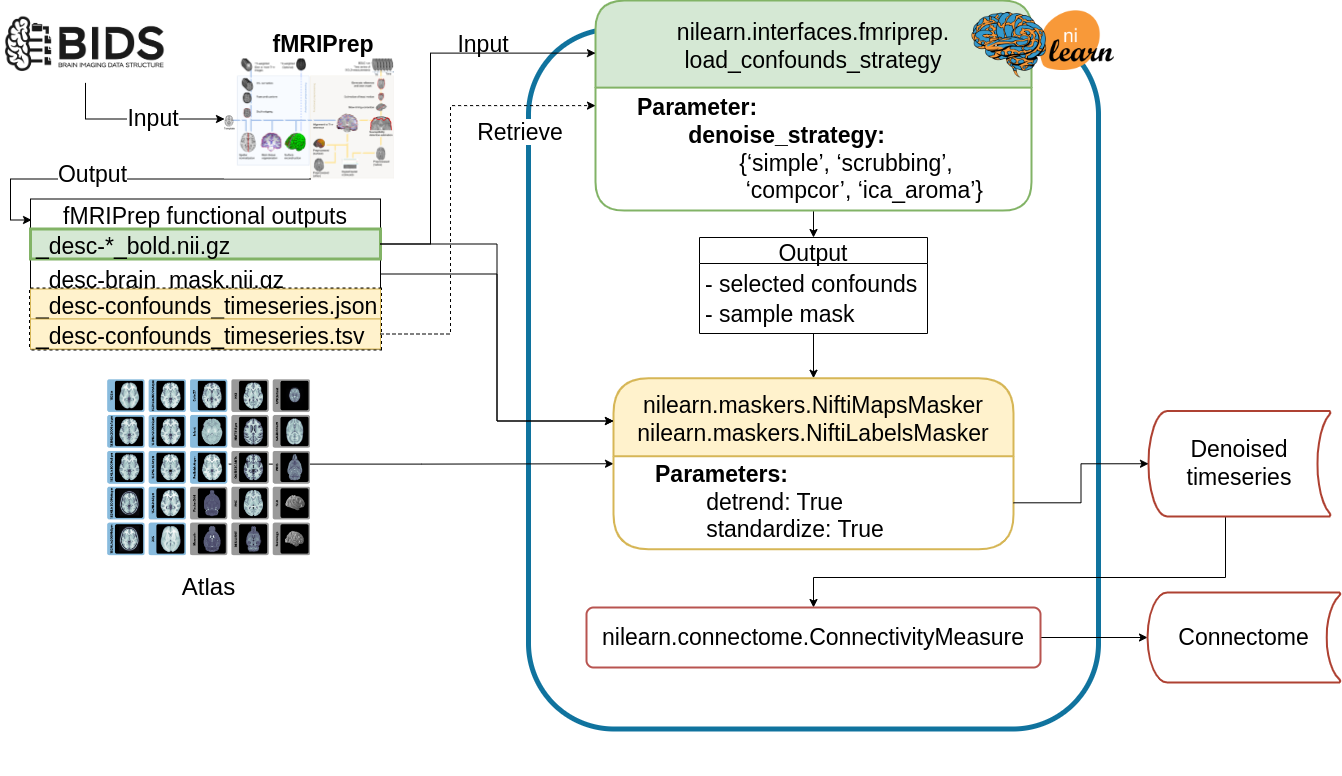 BIDS
BRAIN IMAGING DATA STRUCTURE
Input
fMRIPrep
Output
fMRIPrep functional outputs
_desc-*_bold.nii.gz
_desc-brain_mask.nii.gz
_desc-confounds_timeseries.json
_desc-confounds_timeseries.tsv
Atlas
Input
Retrieve
nilearn.interfaces.fmriprep.
load_confounds_strategy
ni
learn
Parameter:
denoise_strategy:
{‘simple’, ‘scrubbing’,
‘compcor’, ‘ica_aroma’}
Output
- selected confounds
- sample mask
nilearn.maskers.NiftiMapsMasker
nilearn.maskers.NiftiLabelsMasker
Parameters:
detrend: True
standardize: True
Denoised
timeseries
nilearn.connectome.ConnectivityMeasure
Connectome